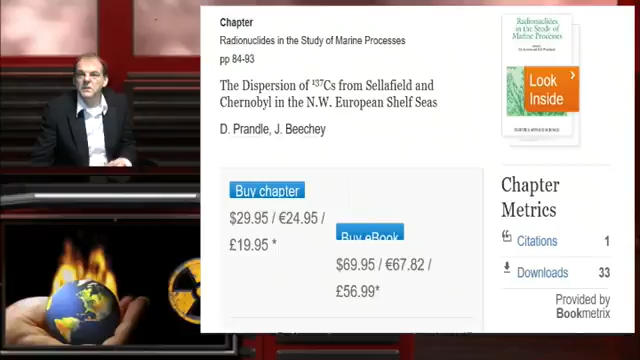 Chapter
Radionuclides in the Study of Marine Processes
pp 84-93
The Dispersion of ¹³⁷Cs from Sellafield and
Chernobyl in the N.W. European Shelf Seas
D. Prandle, J. Beechey
Buy chapter
$29.95 / €24.95 /
£19.95 *
Buy eBook
$69.95 / €67.82 /
£56.99*
Radionuclides
in the Study of
Marine Processes
Look
Inside
Chapter
Metrics
Citations 1
Downloads 33
Provided by
Bookmetrix